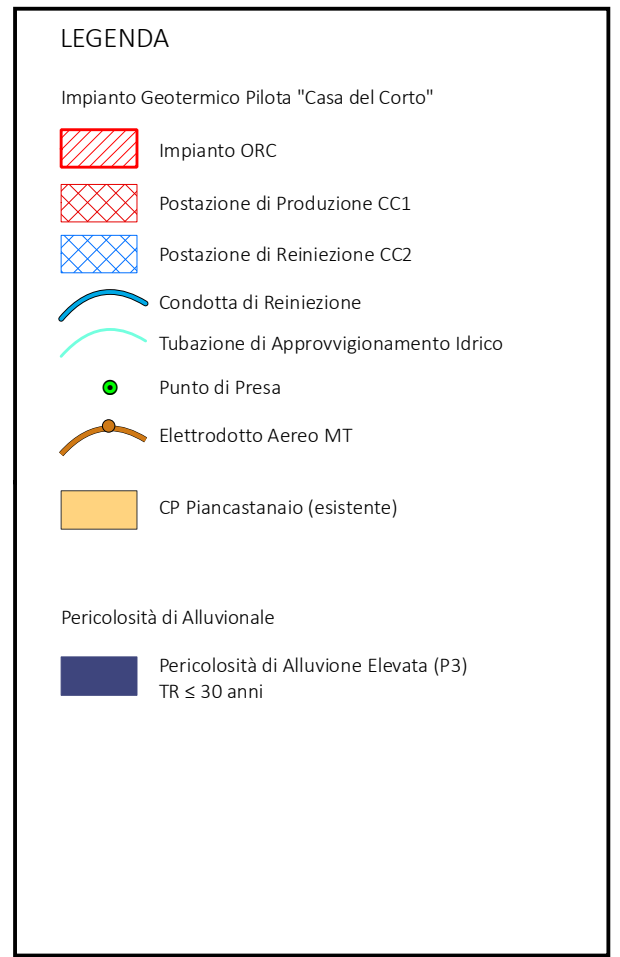 LEGENDA
Impianto Geotermico Pilota "Casa del Corto"
Impianto ORC
Postazione di Produzione CC1
Postazione di Reiniezione CC2
Condotta di Reiniezione
Tubazione di Approvvigionamento Idrico
Punto di Presa
Elettrodotto Aereo MT
CP Piancastanaio (esistente)
Pericolosità di Alluvionale
Pericolosità di Alluvione Elevata (P3)
TR ≤ 30 anni